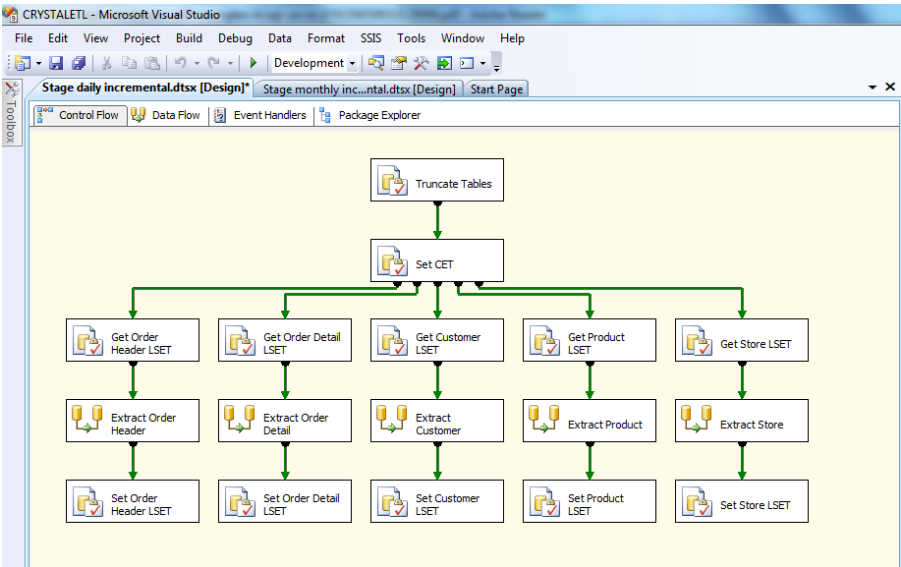 CRYSTALETL - Microsoft Visual Studio
File Edit View Project Build Debug Data Format SSIS Tools Window Help
Development
Stage daily incremental.dtsx [Design]* Stage monthly inc...ntal.dtsx [Design] Start Page
Toolbox
Control Flow Data Flow Event Handlers Package Explorer
Truncate Tables
Set CET
Get Order
Header LSET
Get Order Detail
LSET
Get Customer
LSET
Get Product
LSET
Get Store LSET
Extract Order
Header
Extract Order
Detail
Extract
Customer
Extract Product
Extract Store
Set Order
Header LSET
Set Order Detail
LSET
Set Customer
LSET
Set Product
LSET
Set Store LSET